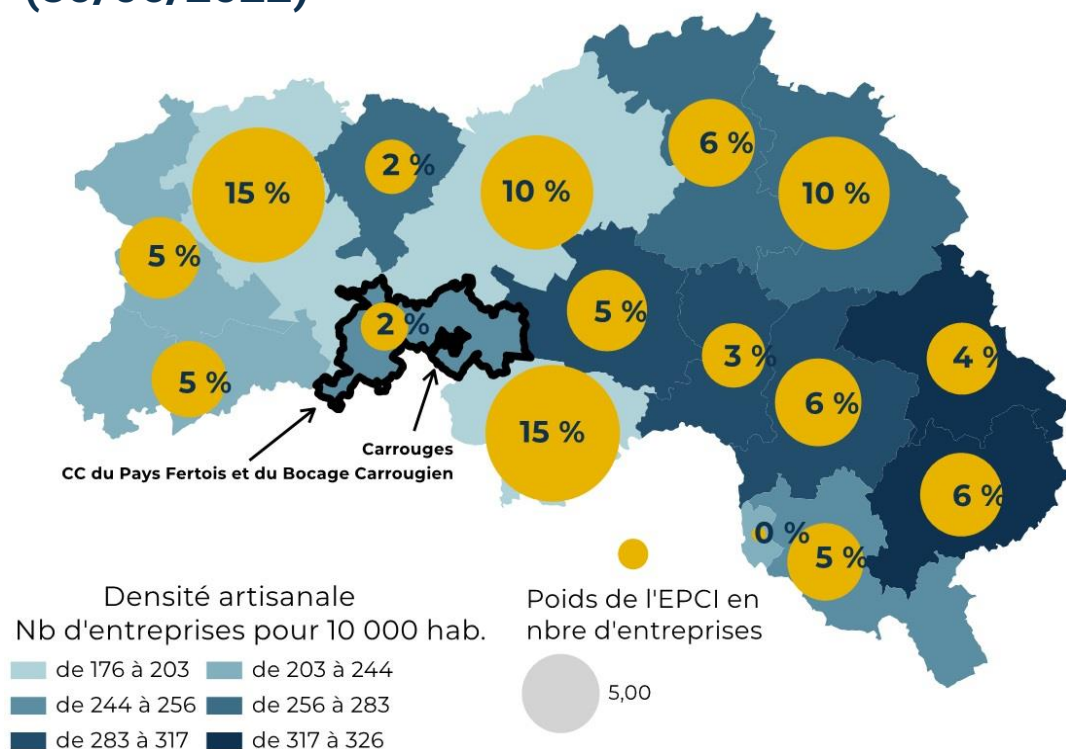 6 %
2 %
15 %
10 %
10 %
5 %
5 %
2 %
3 %
4 %
5 %
6 %
15 %
Carrouges
CC du Pays Fertois et du Bocage Carrougien
6 %
0 %
5 %
Densité artisanale
Nb d'entreprises pour 10 000 hab.
de 176 à 203
de 203 à 244
de 244 à 256
de 256 à 283
de 283 à 317
de 317 à 326
Poids de l'EPCI en
nbre d'entreprises
5,00